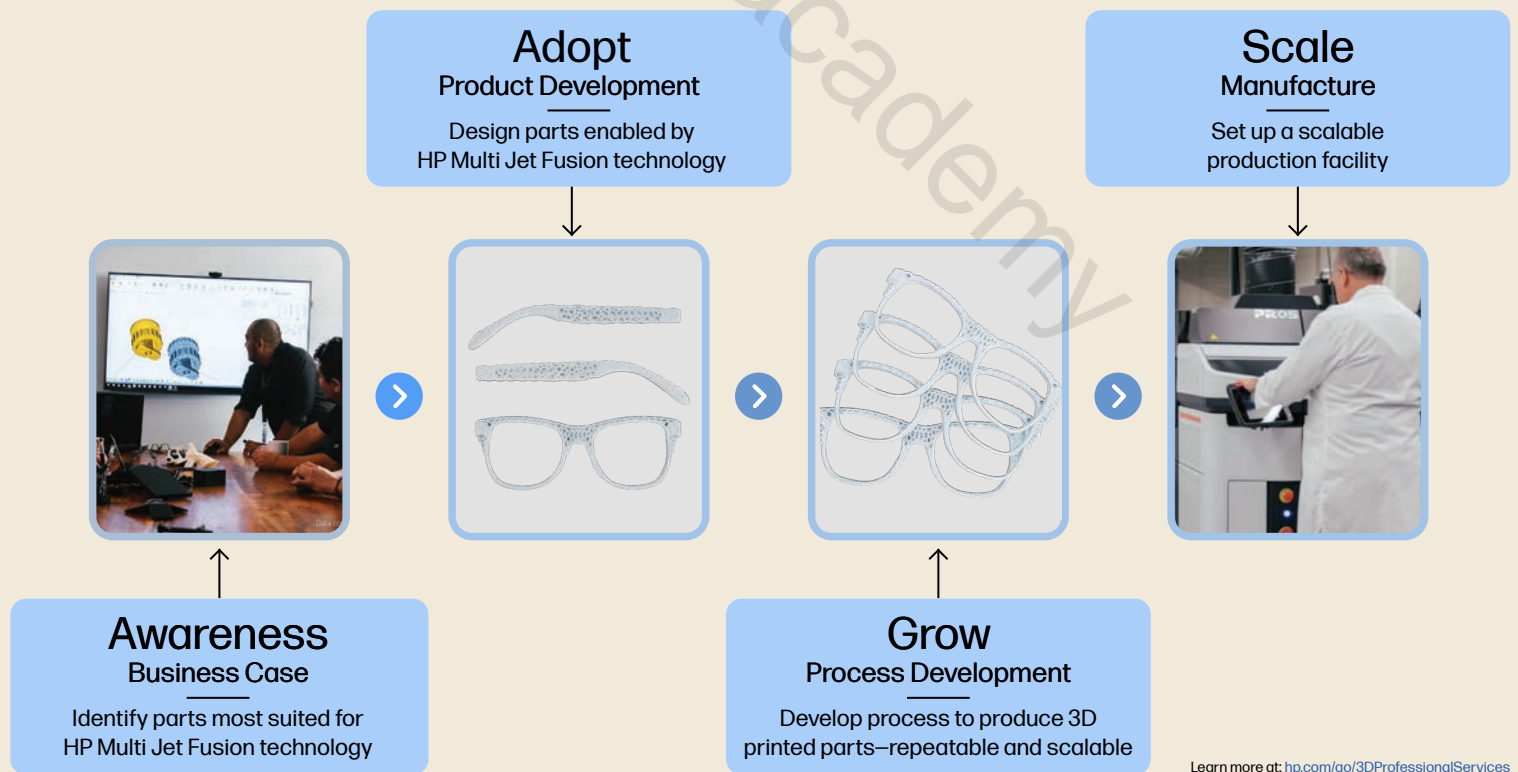 Adopt
Product Development
Design parts enabled by
HP Multi Jet Fusion technology
Scale
Manufacture
Set up a scalable
production facility
academy
PROS
Awareness
Business Case
Identify parts most suited for
HP Multi Jet Fusion technology
Grow
Process Development
Develop process to produce 3D
printed parts—repeatable and scalable
Learn more at: hp.com/go/3DProfessionalServices